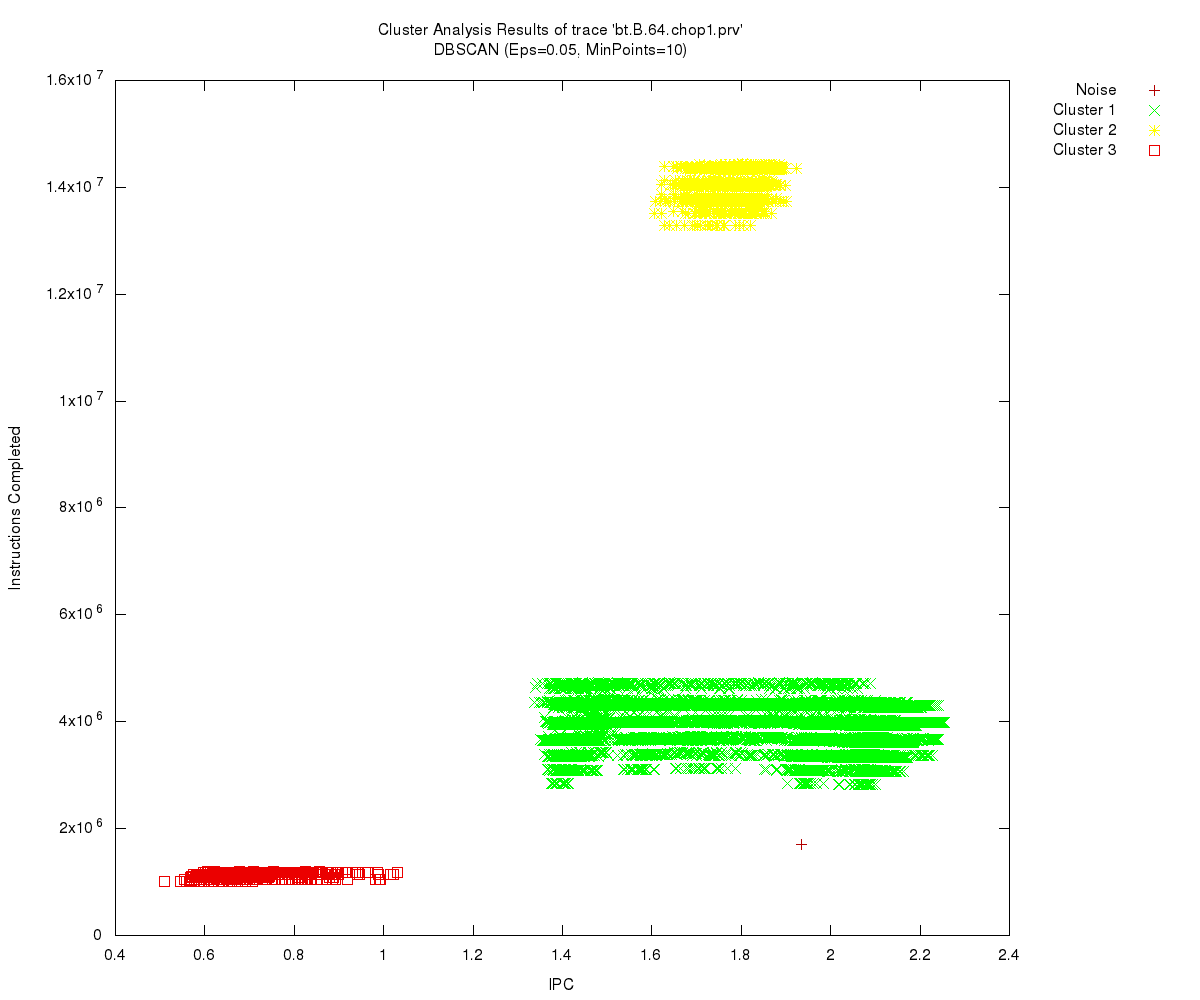 Cluster Analysis Results of trace 'bt.B.64.chop1.prv'
DBSCAN (Eps=0.05, MinPoints=10)
Noise
Cluster 1
Cluster 2
Cluster 3
1.6x10 7
1.4x10 7
1.2x10 7
1x10 7
8x10 6
6x10 6
4x10 6
2x10 6
0
Instructions Completed
0.4 0.6 0.8 1 1.2 1.4 1.6 1.8 2 2.2 2.4
IPC